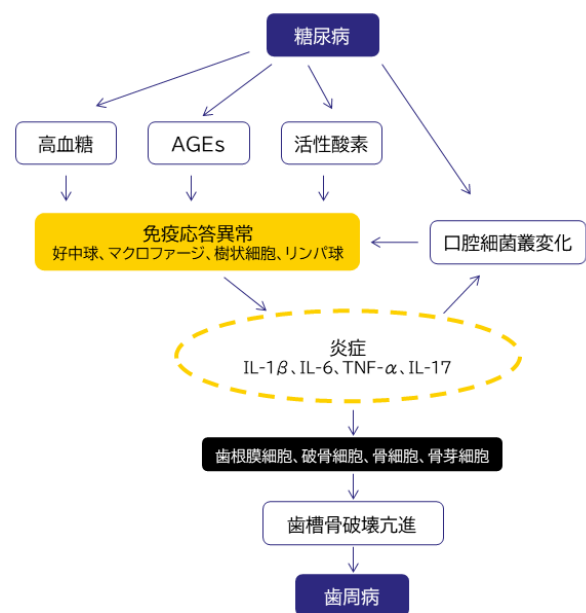 糖尿病
高血糖
AGEs
活性酸素
免疫応答異常
好中球、マクロファージ、樹状細胞、リンパ球
口腔細菌叢変化
炎症
IL-1β、IL-6、TNF-α、IL-17
歯根膜細胞、破骨細胞、骨細胞、骨芽細胞
歯槽骨破壊亢進
歯周病